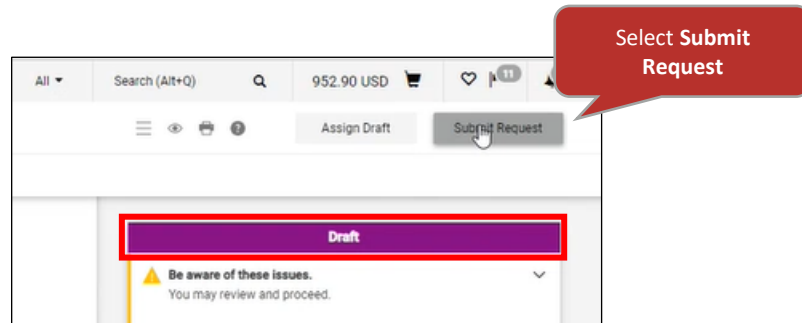 Select Submit
Request
All
Search (Alt+Q)
952.90 USD
11
Assign Draft
Submit Request
Draft
Be aware of these issues.
You may review and proceed.